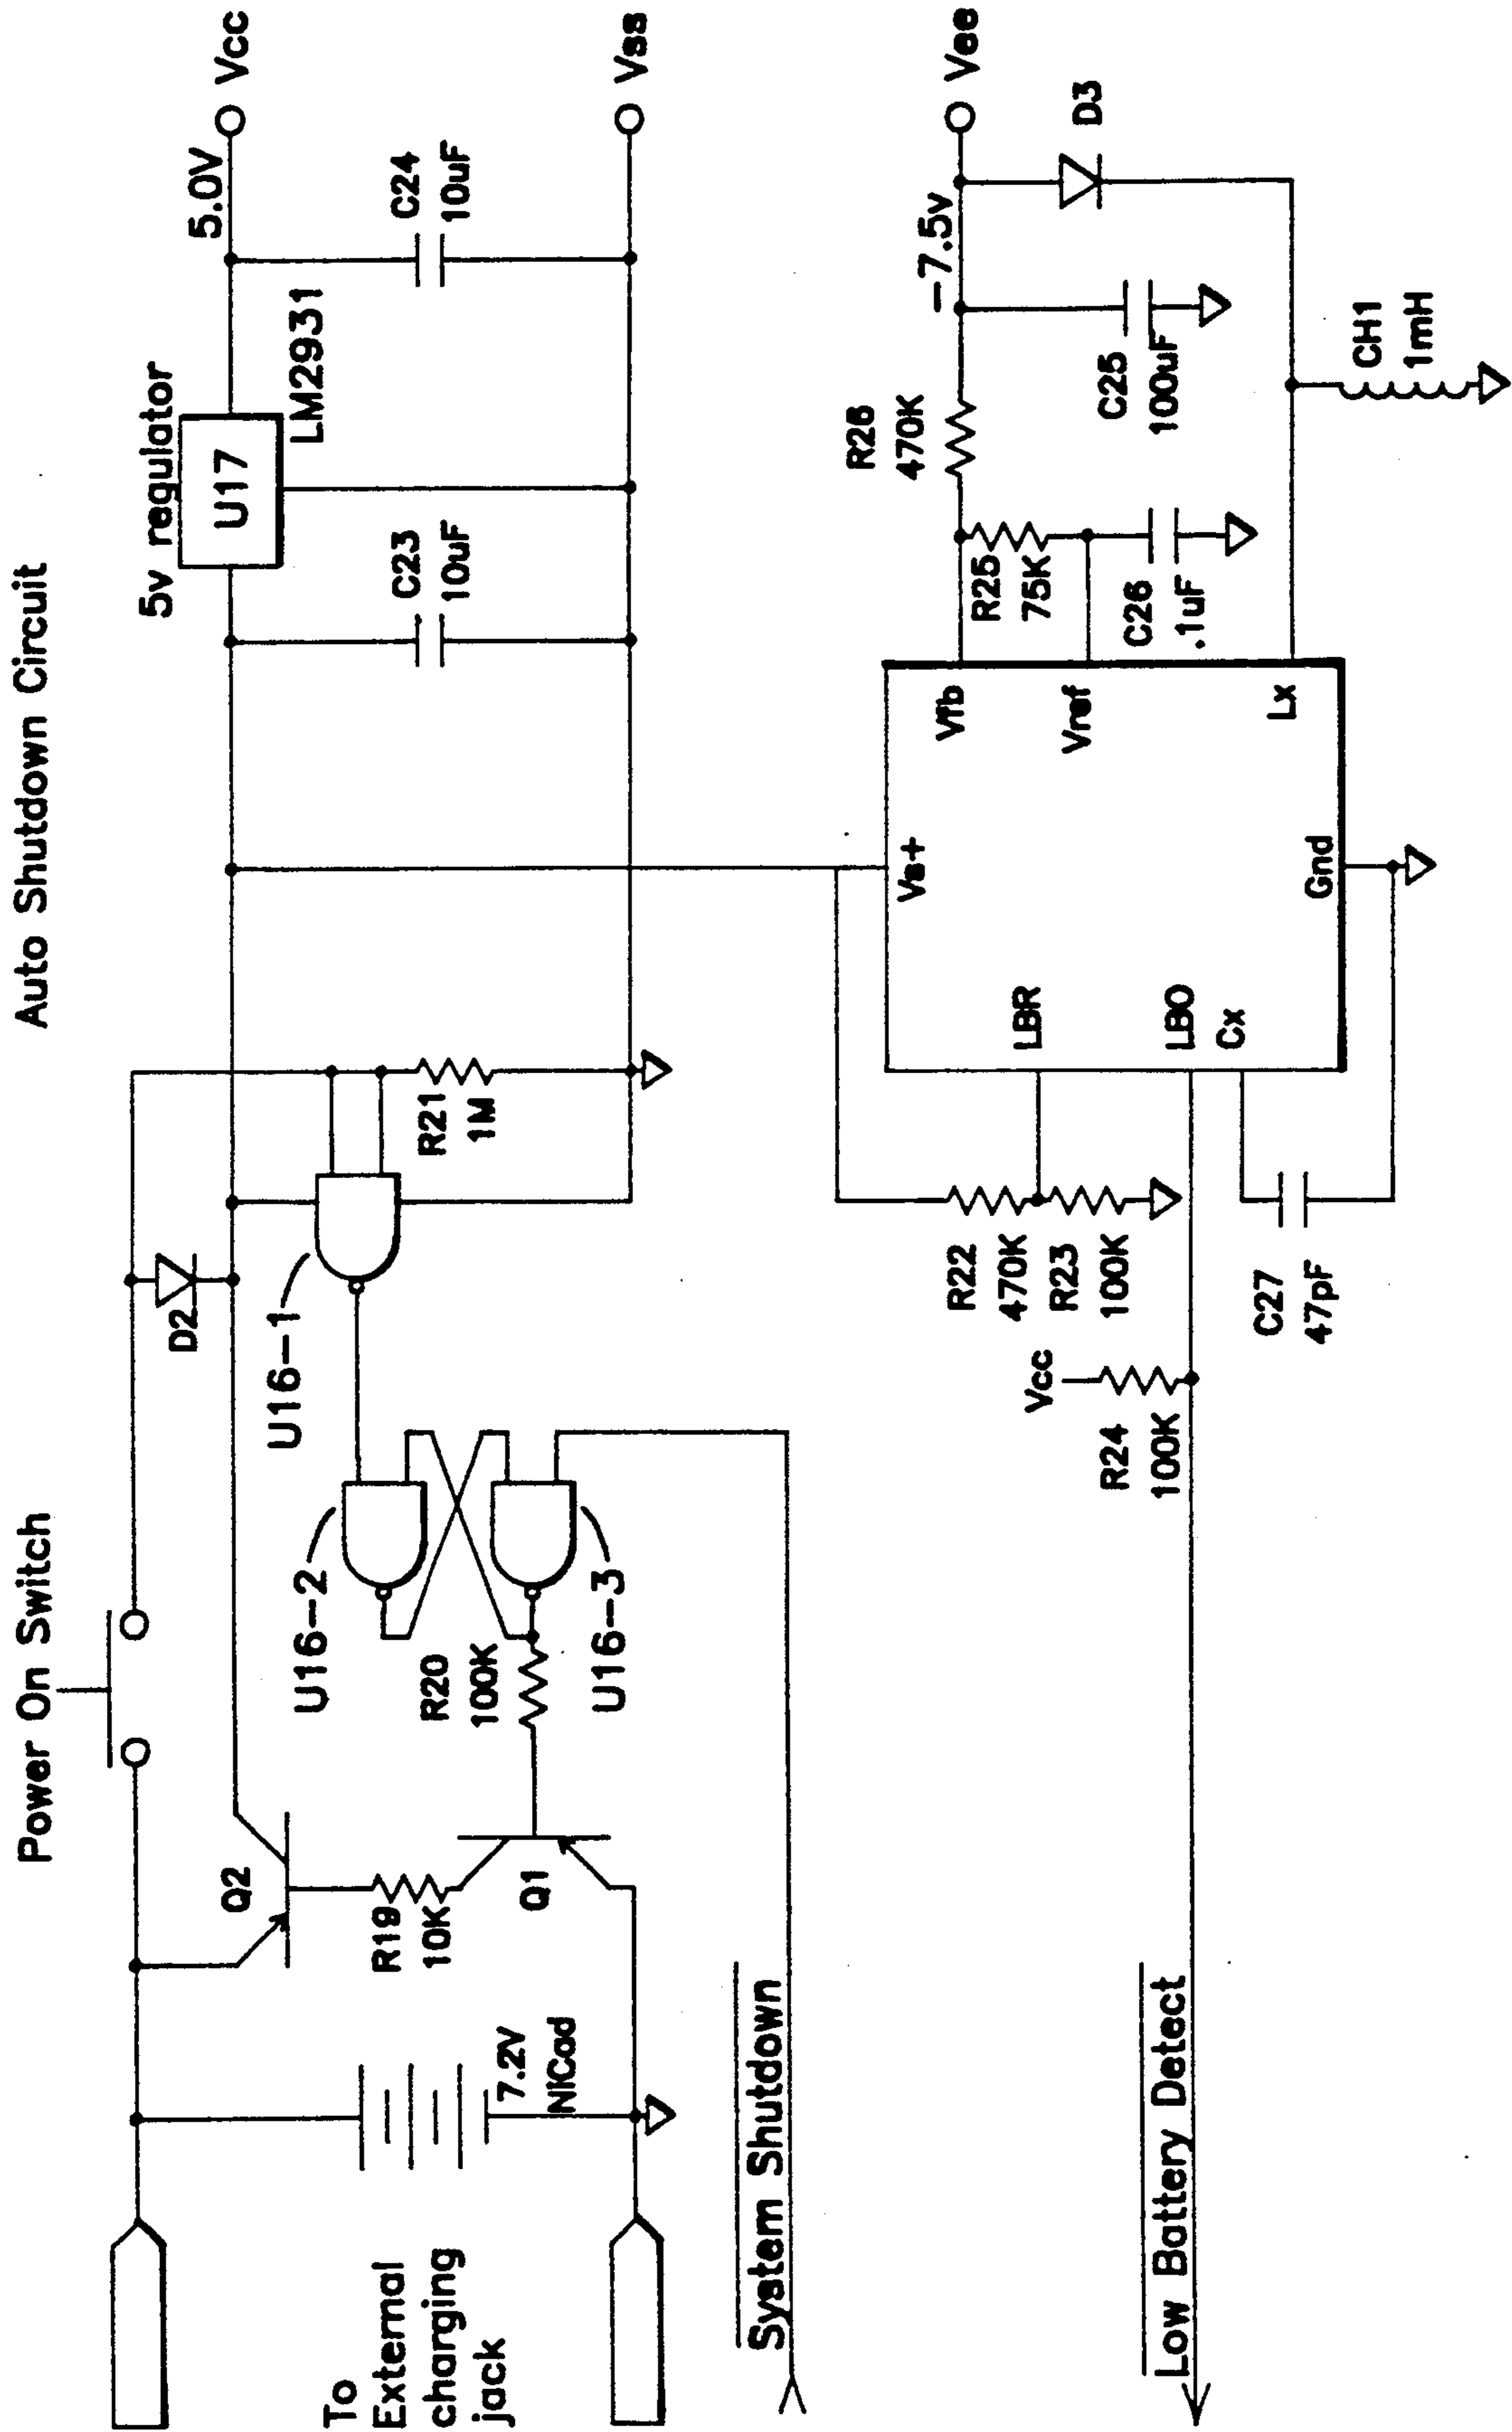 Auto Shutdown Circuit
Power On Switch
To
External
charging
jack
7.2V
NiCad
Q2
R19
10K
Q1
D2
U16-1
U16-2
R20
100K
U16-3
R21
1M
5v regulator
U17
LM2931
5.0V
Vcc
C23
10uF
C24
10uF
Vss
System Shutdown
Low Battery Detect
Vcc
R24
100K
R22
470K
R23
100K
C27
47pF
Vs+
LBR
LBO
Cx
Gnd
Vfb
Vref
Lx
R25
75K
R26
470K
C26
.1uF
C25
100uF
-7.5v
Vee
D3
CH1
1mH